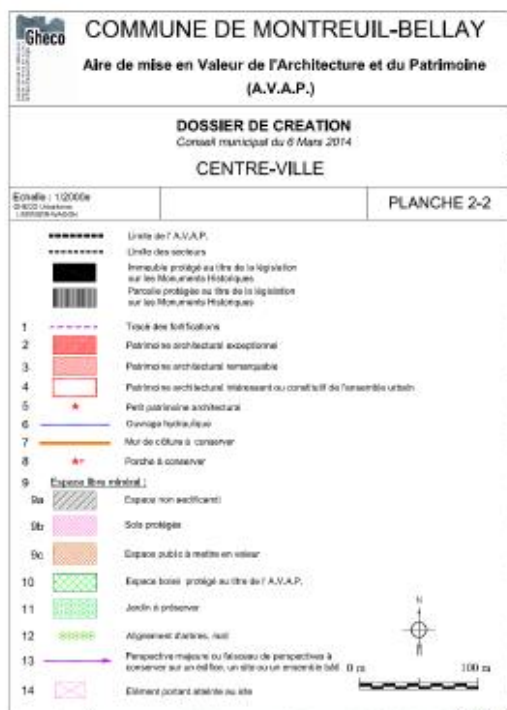 Gheco
COMMUNE DE MONTREUIL-BELLAY
Aire de mise en Valeur de l'Architecture et du Patrimoine
(A.V.A.P.)
DOSSIER DE CREATION
Conseil municipal du 6 Mars 2014
CENTRE-VILLE
Echelle : 1/2000e
PLANCHE 2-2
Limite de l'A.V.A.P.
Limite des secteurs
Immeuble protégé au titre de la législation
sur les Monuments Historiques
Parcelle protégée au titre de la législation
sur les Monuments Historiques
1 Tracé des fortifications
2 Patrimoine architectural exceptionnel
3 Patrimoine architectural remarquable
4 Patrimoine architectural intéressant ou constitutif de l'ensemble urbain
5 Petit patrimoine architectural
6 Ouvrage hydraulique
7 Mur de clôture à conserver
8 Porche à conserver
9 Espace libre minéral :
9a Espace non aedificandi
9b Sols protégés
9c Espace public à mettre en valeur
10 Espace boisé protégé au titre de l'A.V.A.P.
11 Jardin à préserver
12 Alignement d'arbres, mail
13 Perspective majeure ou faisceau de perspectives à
conserver sur un édifice, un site ou un ensemble bâti
14 Elément portant atteinte au site
N
0 m 100 m